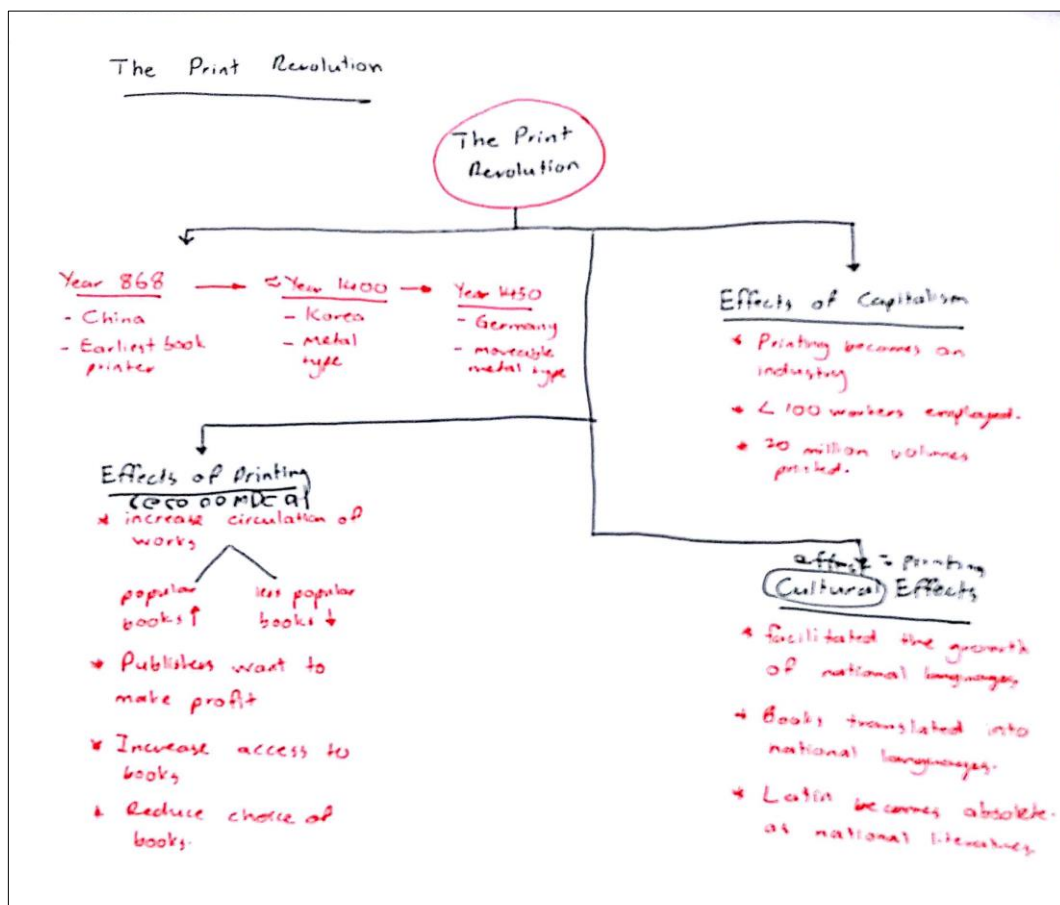 The Print Revolution
The Print
Revolution
Year 868
- China
- Earliest book
printer
≈ Year 1400
- Korea
- Metal
type
Year 1450
- Germany
- moveable
metal type
Effects of Capitalism
* Printing becomes an
industry
* < 100 workers employed.
* 20 million volumes
printed.
Effects of Printing
* increase circulation of
works
popular
books ↑
less popular
books ↓
* Publishers want to
make profit
* Increase access to
books
* Reduce choice of
books.
= printing
Cultural Effects
* facilitated the growth
of national languages
* Books translated into
national languages.
* Latin becomes absolete.
as national literatures